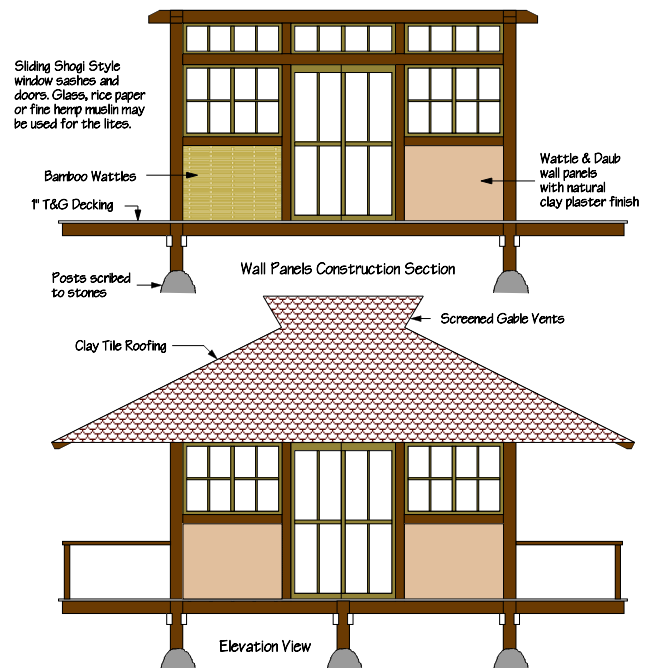 Sliding Shogi Style
window sashes and
doors. Glass, rice paper
or fine hemp muslin may
be used for the lites.
Bamboo Wattles
1" T&G Decking
Wattle & Daub
wall panels
with natural
clay plaster finish
Posts scribed
to stones
Wall Panels Construction Section
Screened Gable Vents
Clay Tile Roofing
Elevation View